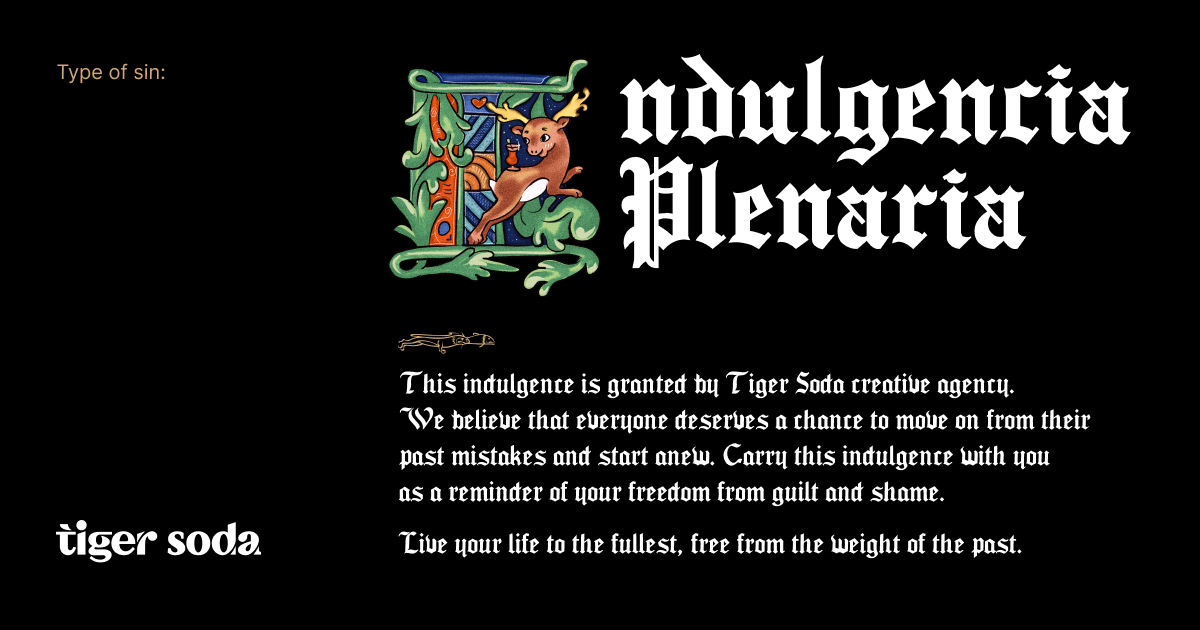 Type of sin:
Indulgencia
Plenaria
This indulgence is granted by Tiger Soda creative agency.
We believe that everyone deserves a chance to move on from their
past mistakes and start anew. Carry this indulgence with you
as a reminder of your freedom from guilt and shame.
Live your life to the fullest, free from the weight of the past.
tiger soda